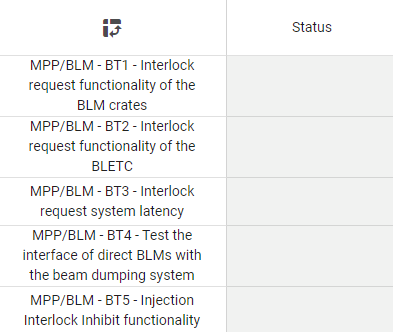 Status
MPP/BLM - BT1 - Interlock
request functionality of the
BLM crates
MPP/BLM - BT2 - Interlock
request functionality of the
BLETC
MPP/BLM - BT3 - Interlock
request system latency
MPP/BLM - BT4 - Test the
interface of direct BLMs with
the beam dumping system
MPP/BLM - BT5 - Injection
Interlock Inhibit functionality